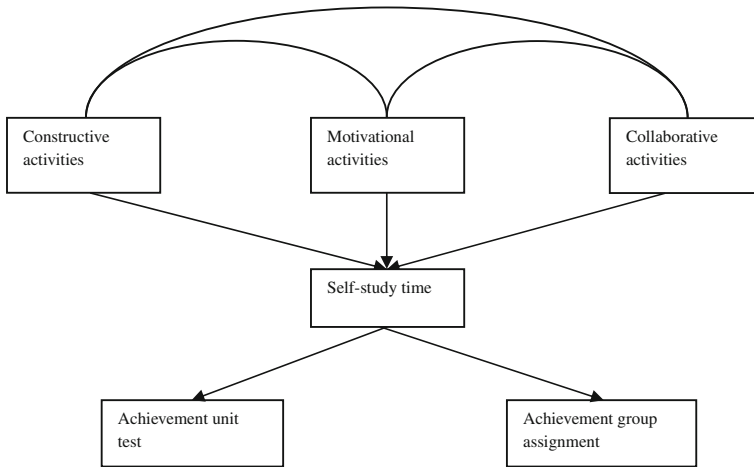 Constructive
activities
Motivational
activities
Collaborative
activities
Self-study time
Achievement unit
test
Achievement group
assignment